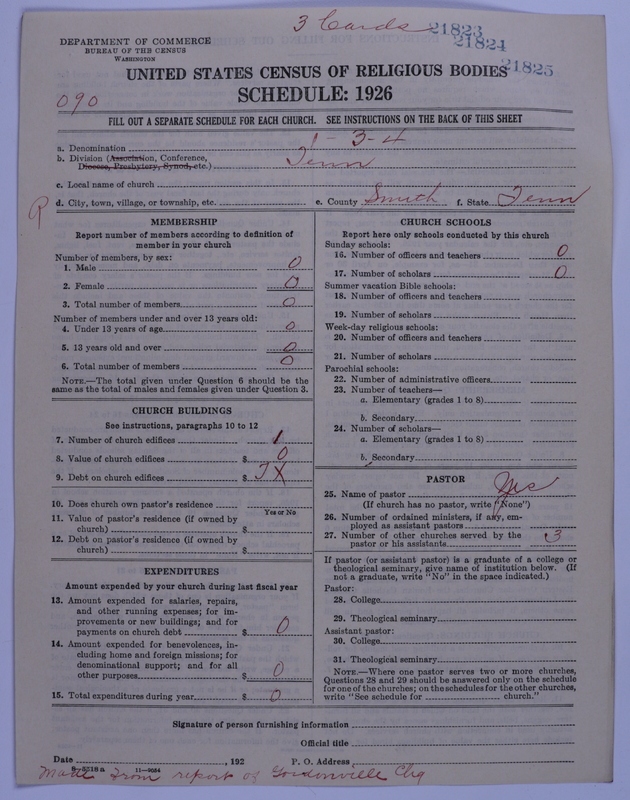 3 Cards 21823
21824
21825
DEPARTMENT OF COMMERCE
BUREAU OF THE CENSUS
WASHINGTON
UNITED STATES CENSUS OF RELIGIOUS BODIES
SCHEDULE: 1926
090
FILL OUT A SEPARATE SCHEDULE FOR EACH CHURCH. SEE INSTRUCTIONS ON THE BACK OF THIS SHEET
a. Denomination 1-3-4
b. Division (Association, Conference,
Diocese, Presbytery, Synod, etc.) Tenn
c. Local name of church
R d. City, town, village, or township, etc. e. County Smith f. State Tenn
MEMBERSHIP
Report number of members according to definition of
member in your church
Number of members, by sex:
1. Male 0
2. Female 0
3. Total number of members 0
Number of members under and over 13 years old:
4. Under 13 years of age 0
5. 13 years old and over 0
6. Total number of members 0
NOTE.—The total given under Question 6 should be the
same as the total of males and females given under Question 3.
CHURCH BUILDINGS
See instructions, paragraphs 10 to 12
7. Number of church edifices 1
8. Value of church edifices $ 0
9. Debt on church edifices $ JX
10. Does church own pastor's residence
Yes or No
11. Value of pastor's residence (if owned by
church) $
12. Debt on pastor's residence (if owned by
church) $
EXPENDITURES
Amount expended by your church during last fiscal year
13. Amount expended for salaries, repairs,
and other running expenses; for im-
provements or new buildings; and for
payments on church debt $ 0
14. Amount expended for benevolences, in-
cluding home and foreign missions; for
denominational support; and for all
other purposes $ 0
15. Total expenditures during year $ 0
CHURCH SCHOOLS
Report here only schools conducted by this church
Sunday schools:
16. Number of officers and teachers 0
17. Number of scholars 0
Summer vacation Bible schools:
18. Number of officers and teachers
19. Number of scholars
Week-day religious schools:
20. Number of officers and teachers
21. Number of scholars
Parochial schools:
22. Number of administrative officers
23. Number of teachers—
a. Elementary (grades 1 to 8)
b. Secondary
24. Number of scholars—
a. Elementary (grades 1 to 8)
b. Secondary
PASTOR
25. Name of pastor Yes
(If church has no pastor, write "None")
26. Number of ordained ministers, if any, em-
ployed as assistant pastors
27. Number of other churches served by the
pastor or his assistants 3
If pastor (or assistant pastor) is a graduate of a college or
theological seminary, give name of institution below. (If
not a graduate, write "No" in the space indicated.)
Pastor:
28. College
29. Theological seminary
Assistant pastor:
30. College
31. Theological seminary
NOTE.—Where one pastor serves two or more churches,
Questions 28 and 29 should be answered only on the schedule
for one of the churches; on the schedules for the other churches,
write "See schedule for church."
Signature of person furnishing information
Official title
Date , 192 P. O. Address
8-5218a 11-9054
Made from report of Gordonville Chg